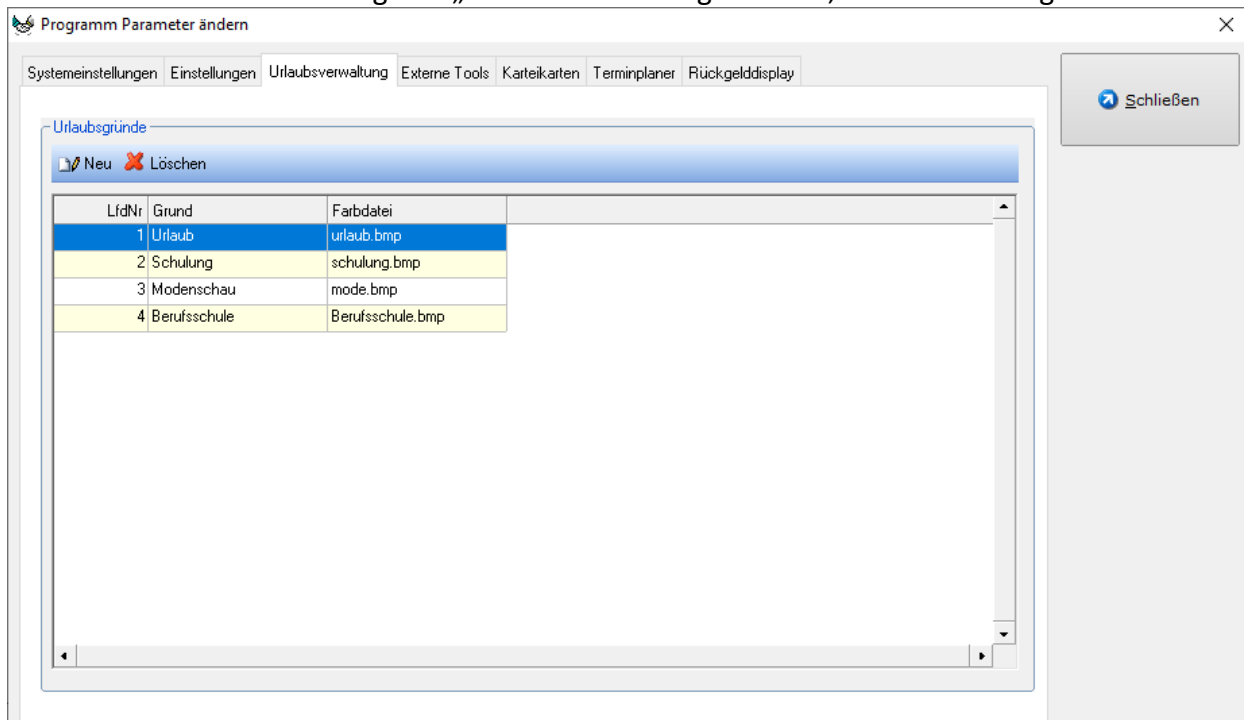 Programm Parameter ändern
Systemeinstellungen Einstellungen Urlaubsverwaltung Externe Tools Karteikarten Terminplaner Rückgelddisplay
Schließen
Urlaubsgründe
Neu Löschen
LfdNr Grund Farbdatei
1 Urlaub urlaub.bmp
2 Schulung schulung.bmp
3 Modenschau mode.bmp
4 Berufsschule Berufsschule.bmp